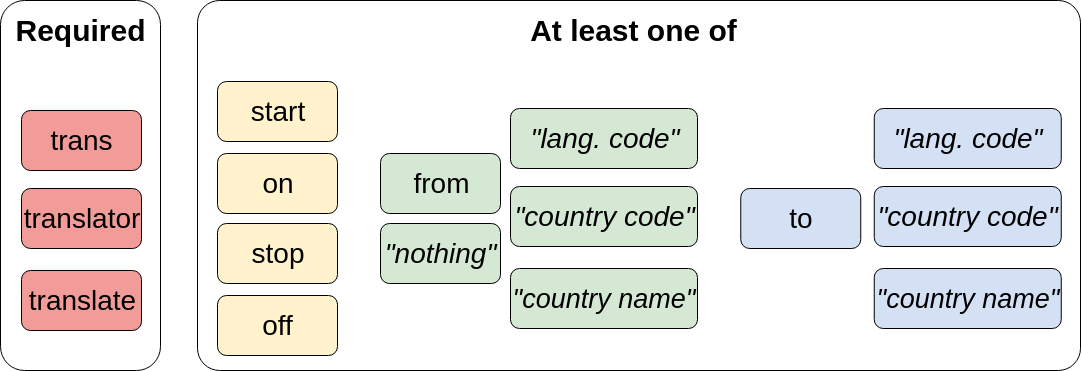 Required
trans
translator
translate
At least one of
start
on
stop
off
from
"nothing"
"lang. code"
"country code"
"country name"
to
"lang. code"
"country code"
"country name"